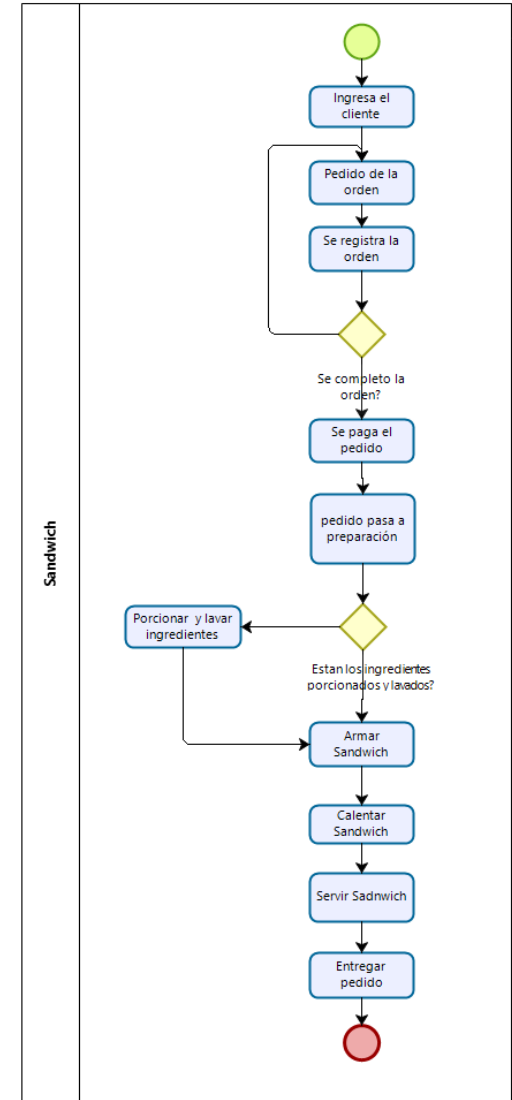 Ingresa el
cliente
Pedido de la
orden
Se registra la
orden
Se completo la
orden?
Se paga el
pedido
pedido pasa a
preparación
Sandwich
Porcionar y lavar
ingredientes
Estan los ingredientes
porcionados y lavados?
Armar
Sandwich
Calentar
Sandwich
Servir Sadnwich
Entregar
pedido